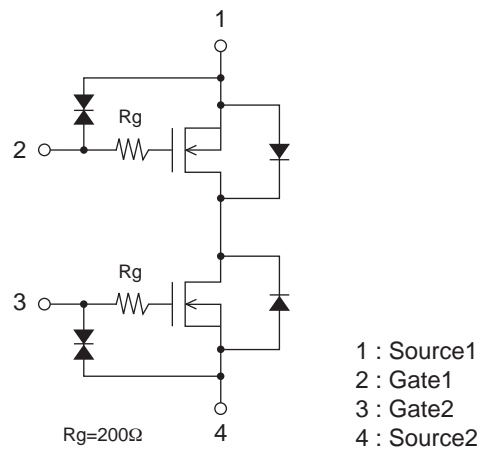 1
Rg
2
Rg
3
1 : Source1
2 : Gate1
3 : Gate2
4 : Source2
Rg=200Ω
4